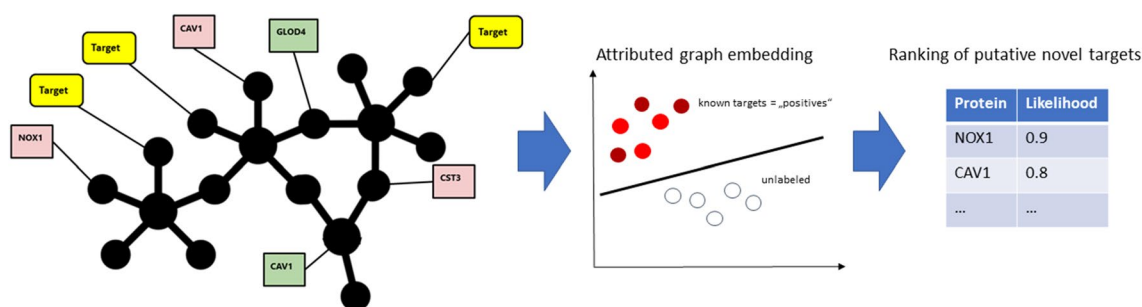 CAV1
GLOD4
Target
Target
Target
NOX1
CST3
CAV1
Attributed graph embedding
known targets = „positives“
unlabeled
Ranking of putative novel targets
Protein Likelihood
NOX1 0.9
CAV1 0.8
... ...